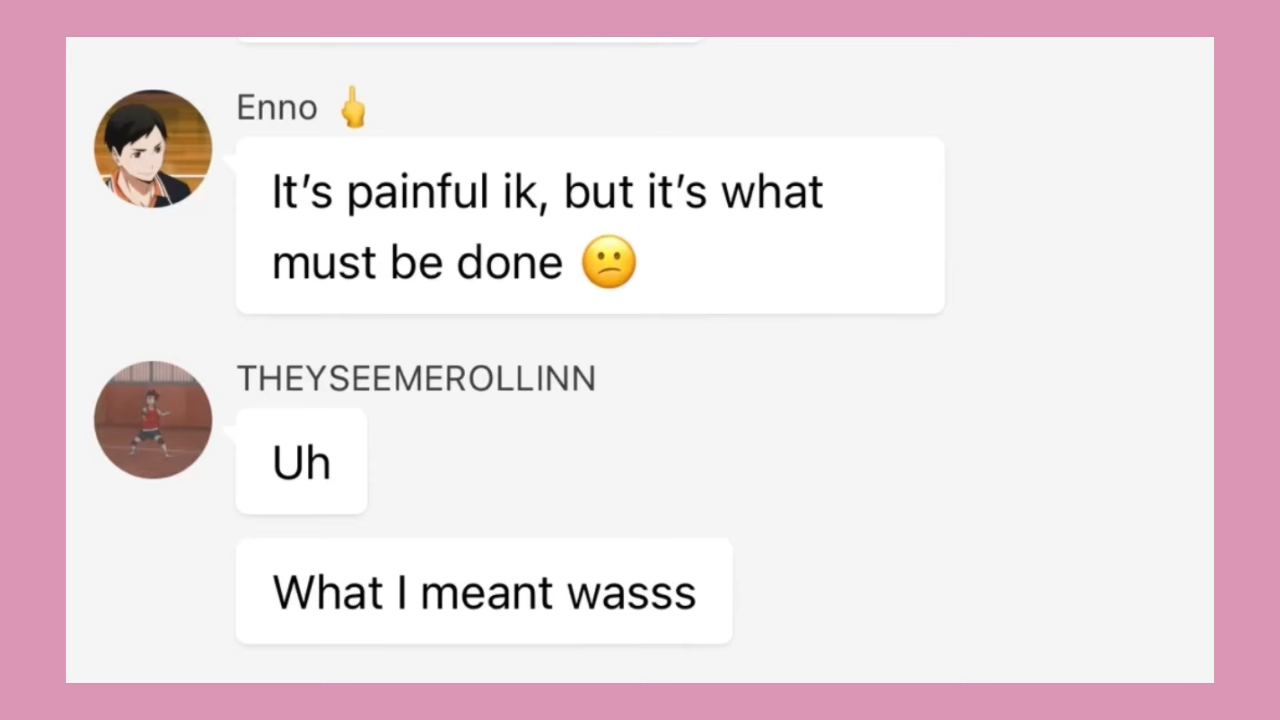 Enno 🖕
It’s painful ik, but it’s what
must be done 😕
THEYSEEMEROLLINN
Uh
What I meant wasss